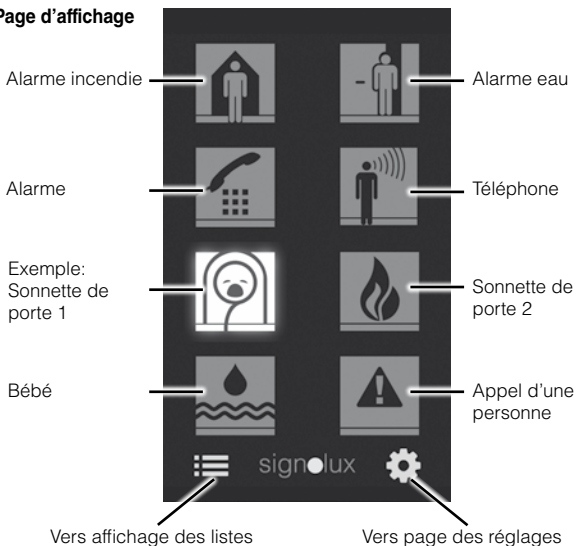 Page d'affichage
Alarme incendie
Alarme eau
Alarme
Téléphone
Exemple:
Sonnette de
porte 1
Sonnette de
porte 2
Bébé
Appel d'une
personne
signolux
Vers affichage des listes
Vers page des réglages